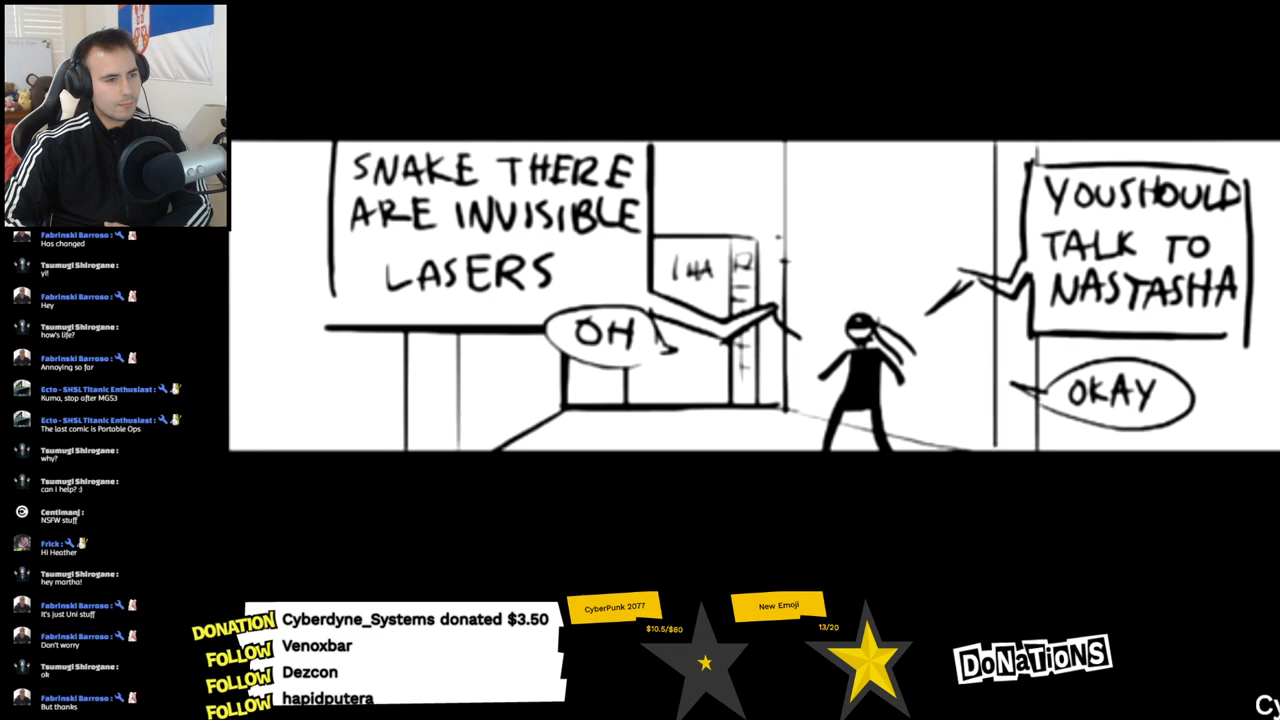 SNAKE THERE
ARE INVISIBLE
LASERS
OH
YOUSHOULD
TALK TO
NASTASHA
OKAY
Fabrinski Barroso :
Has changed
Tsumugi Shirogane :
yi!
Fabrinski Barroso :
Hey
Tsumugi Shirogane :
how's life?
Fabrinski Barroso :
Annoying so far
Ecto - SHSL Titanic Enthusiast :
Kuma, stop after MGS3
Ecto - SHSL Titanic Enthusiast :
The last comic is Portable Ops
Tsumugi Shirogane :
why?
Tsumugi Shirogane :
can i help? :)
Centimanj :
NSFW stuff
Frick :
Hi Heather
Tsumugi Shirogane :
hey martha!
Fabrinski Barroso :
It's just Uni stuff
Fabrinski Barroso :
Don't worry
Tsumugi Shirogane :
ok
Fabrinski Barroso :
But thanks
DONATION Cyberdyne_Systems donated $3.50
FOLLOW Venoxbar
FOLLOW Dezcon
FOLLOW hapidputera
CyberPunk 2077
$10.5/$80
New Emoji
13/20
DONATIONS
Cy